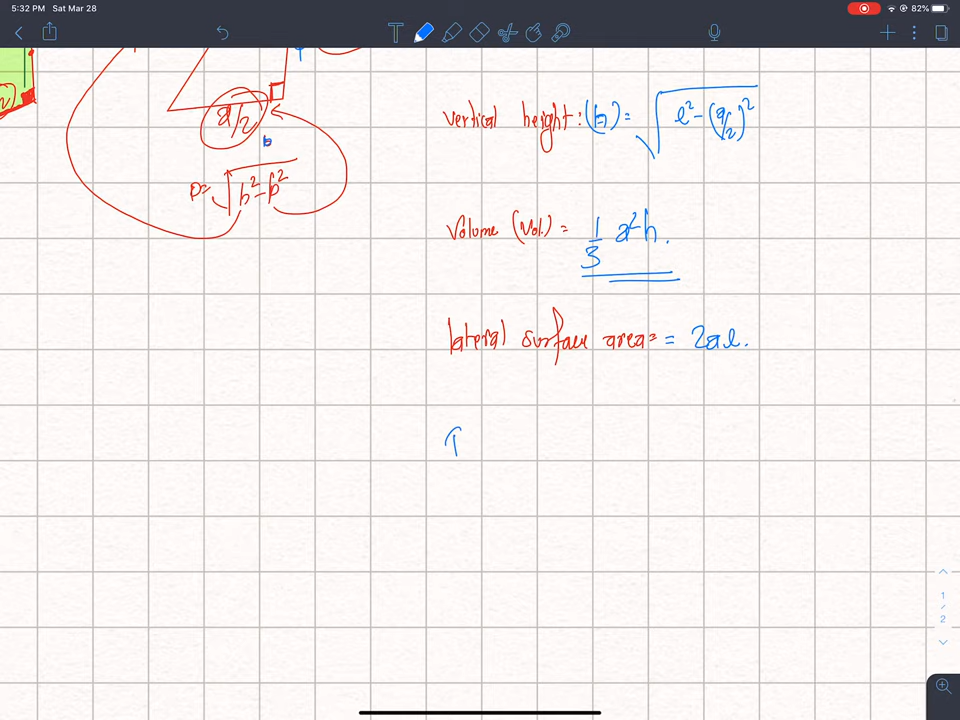 5:32 PM Sat Mar 28
82%
a/2
b
p= √h²-b²
vertical height: (h) = √l² - (a/2)²
Volume (Vol.) = 1/3 a²h.
lateral surface area = = 2al.
T
1
/
2